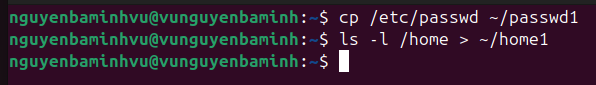 nguyenbaminhvu@vunguyenbaminh:~$ cp /etc/passwd ~/passwd1
nguyenbaminhvu@vunguyenbaminh:~$ ls -l /home > ~/home1
nguyenbaminhvu@vunguyenbaminh:~$